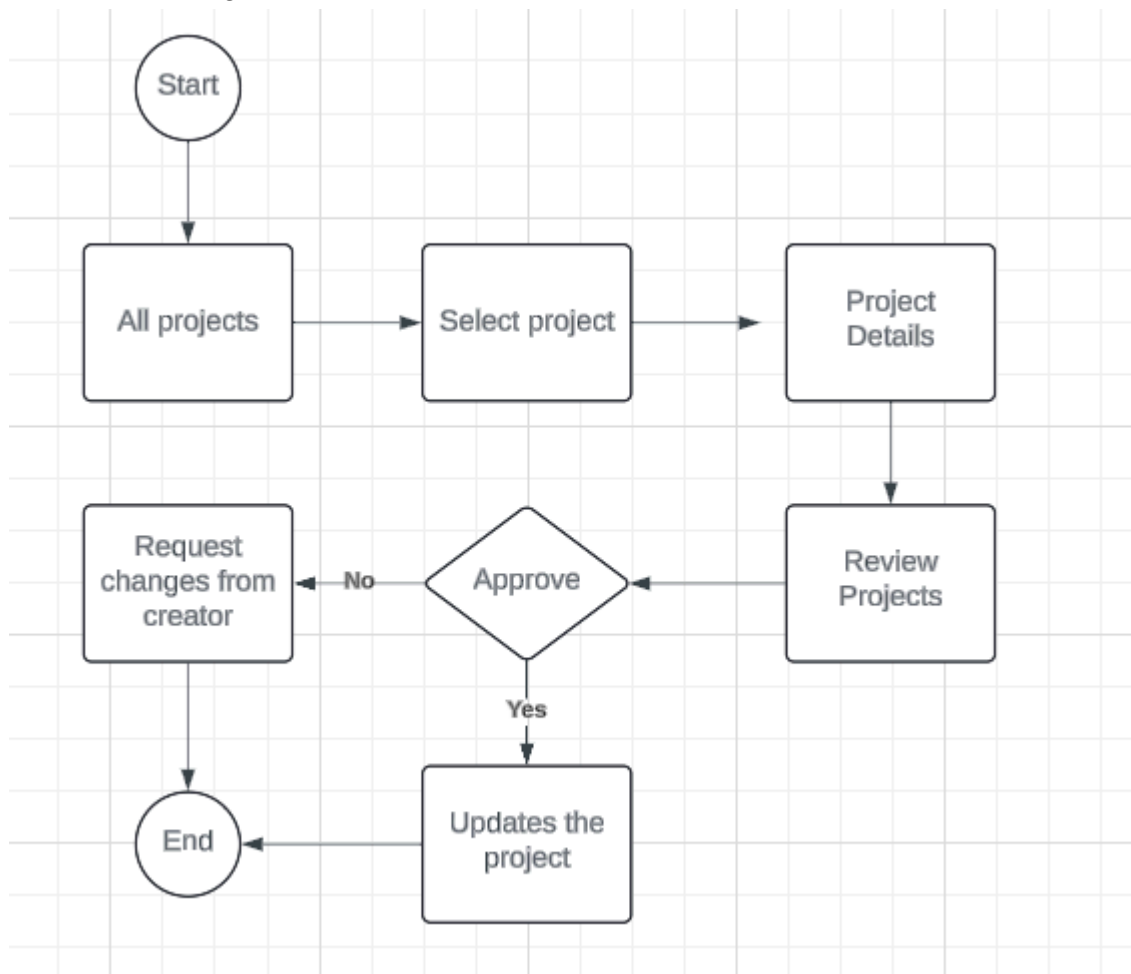 Start
All projects
Select project
Project
Details
Request
changes from
creator
No
Approve
Review
Projects
Yes
Updates the
project
End